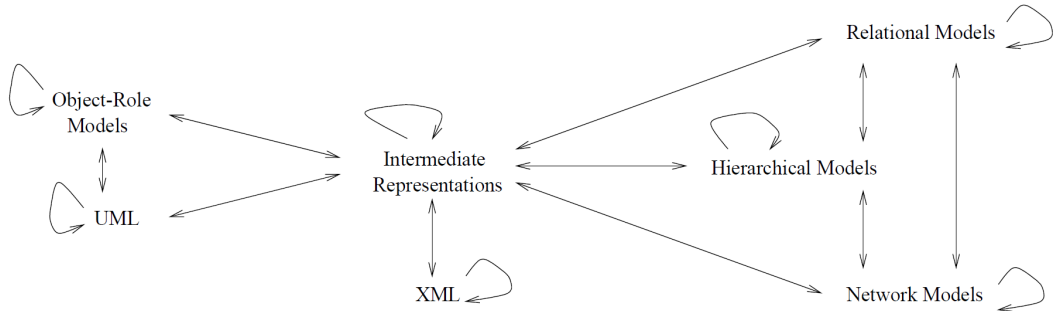 Relational Models
Object-Role
Models
Intermediate
Representations
Hierarchical Models
UML
XML
Network Models